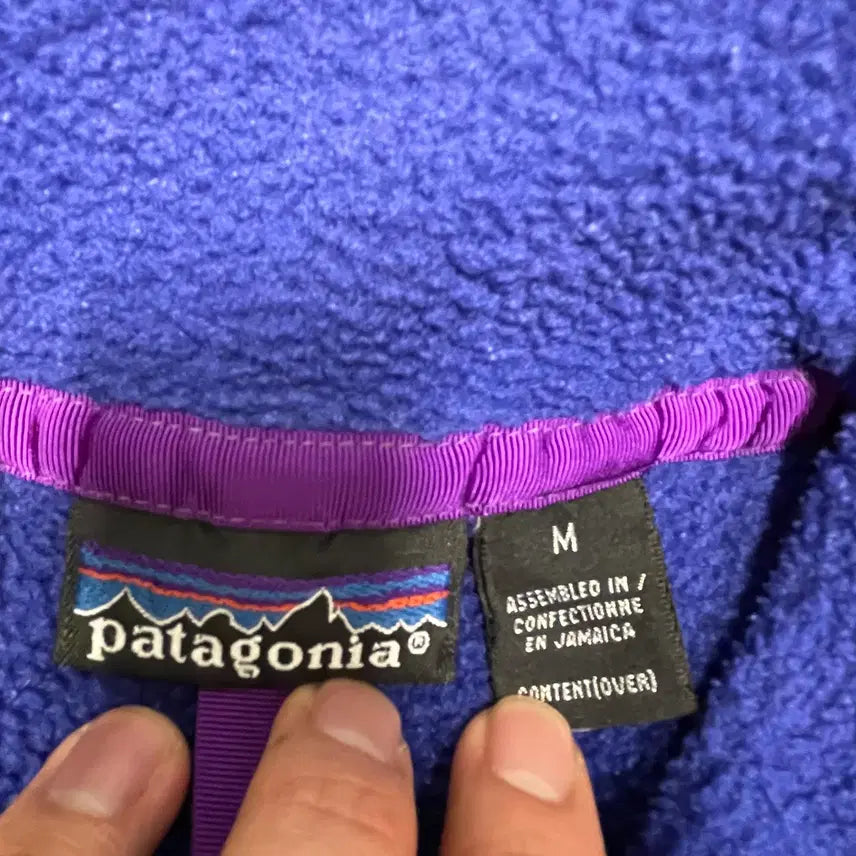 patagonia®
M
ASSEMBLED IN /
CONFECTIONNE
EN JAMAICA
CONTENT(OVER)